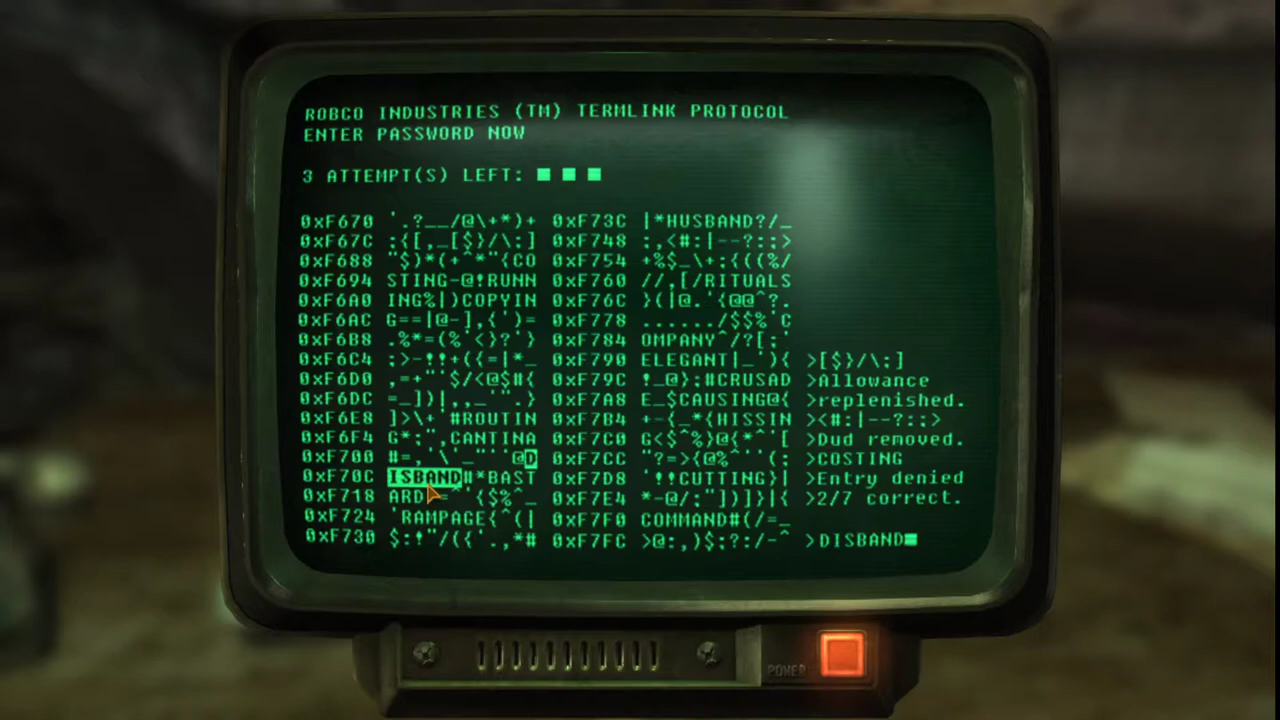 ROBCO INDUSTRIES (TM) TERMLINK PROTOCOL
ENTER PASSWORD NOW
3 ATTEMPT(S) LEFT: ■ ■ ■
0xF670 '.?__/@\+*)+ 0xF73C |*HUSBAND?/_
0xF67C :{[,_[$}/\:] 0xF748 :,<#:|--?:;>
0xF688 "$)*(+^*"{CO 0xF754 +%$_\+:{((%/
0xF694 STING-@!RUNN 0xF760 //,[/RITUALS
0xF6A0 ING%|)COPYIN 0xF76C }(|@.'{@@^?.
0xF6AC G==|@-],{')= 0xF778 ....../$$%'C
0xF6B8 .%*=(%'<}?'} 0xF784 OMPANY^/?[;'
0xF6C4 :>-!!+({=|*_ 0xF790 ELEGANT|_'){ >[$}/\:]
0xF6D0 ,=+"'$/<@$#{ 0xF79C !_@};#CRUSAD >Allowance
0xF6DC =_])|,,_'".} 0xF7A8 E_$CAUSING@{ >replenished.
0xF6E8 ]>\+'#ROUTIN 0xF7B4 +-{_*{HISSIN ><#:|--?:;>
0xF6F4 G*:",CANTINA 0xF7C0 G<$^%}@{*^'[ >Dud removed.
0xF700 #=,'\'_"''@D 0xF7CC "?=>{@%^''(; >COSTING
0xF70C ISBAND#*BAST 0xF7D8 '!!CUTTING}| >Entry denied
0xF718 ARD =^'{$%^_ 0xF7E4 *-@/;"])]}|{ >2/7 correct.
0xF724 'RAMPAGE{^(| 0xF7F0 COMMAND#(/=_
0xF730 $:!"/({'.,*# 0xF7FC >@:,)$;?:/-^ >DISBAND■
POWER